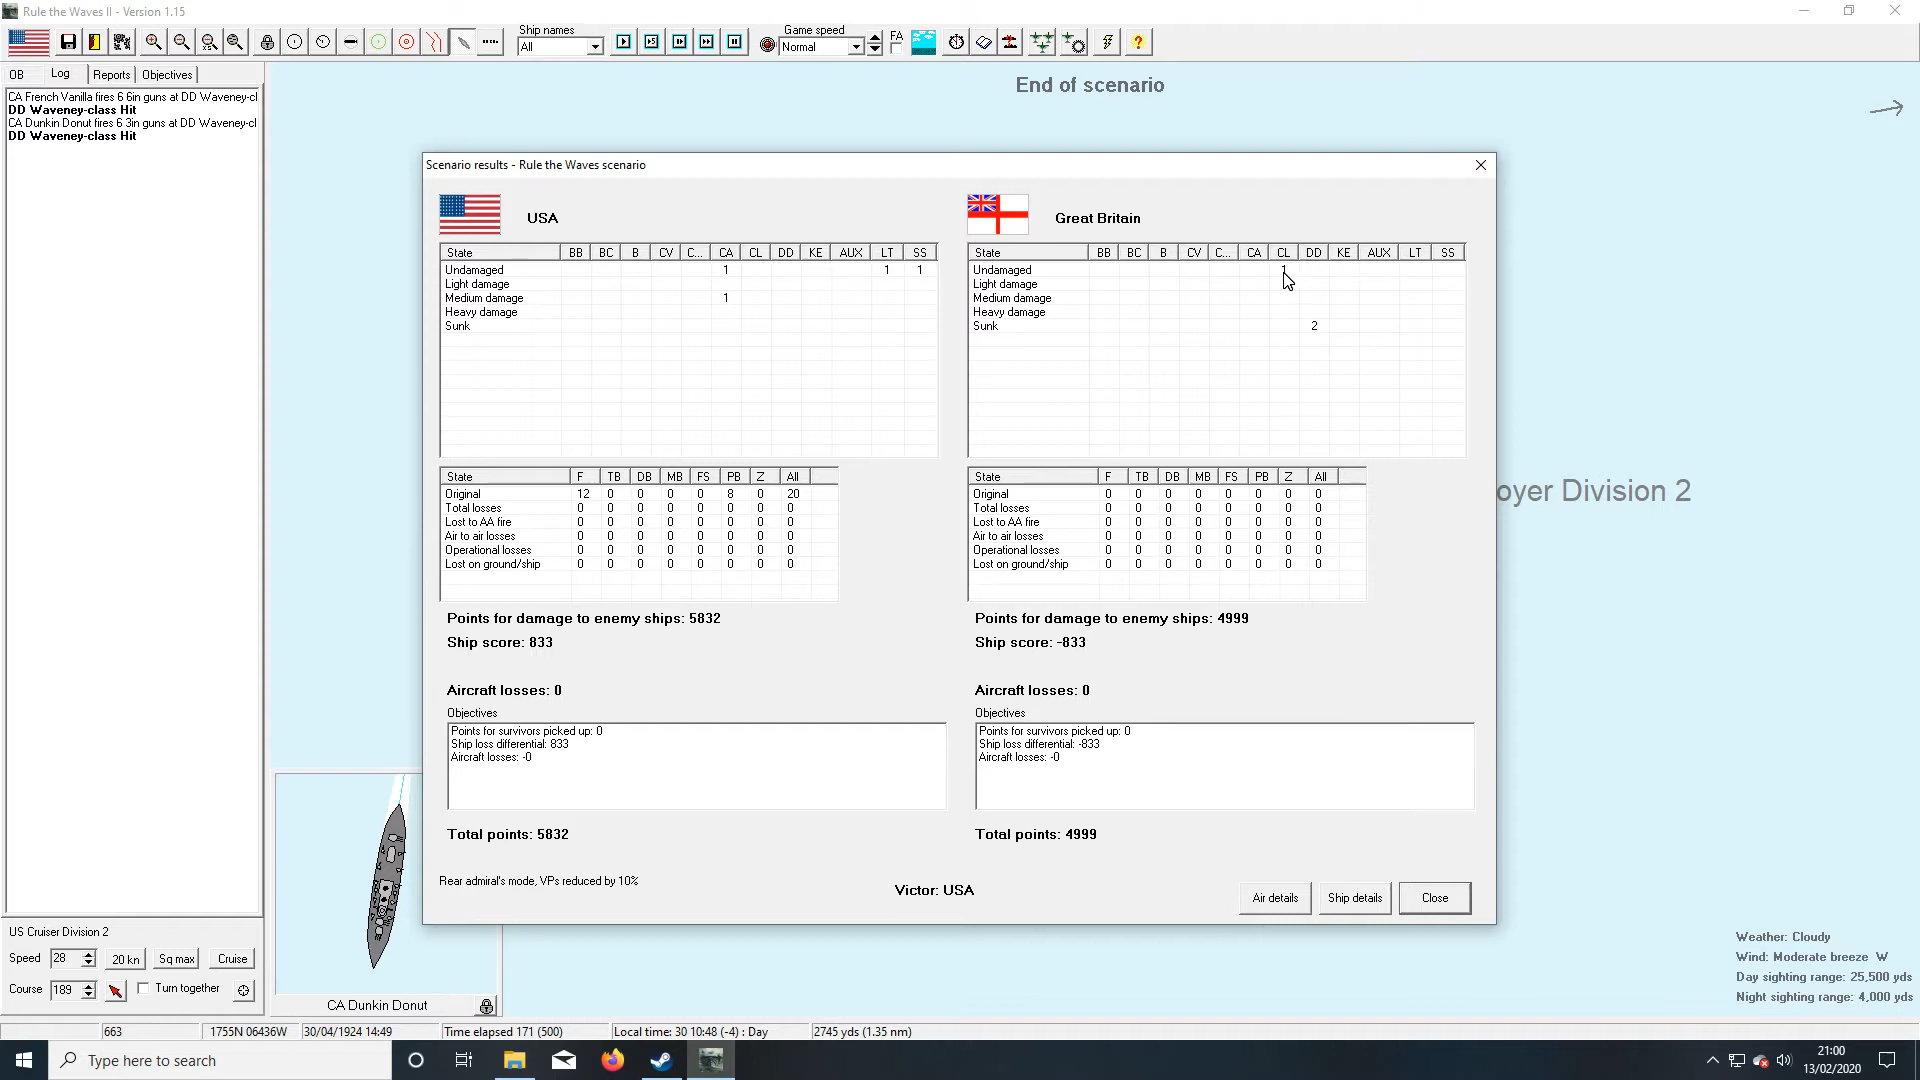 Rule the Waves II - Version 1.15
Ship names
All
Game speed
Normal
FA
OB Log Reports Objectives
CA French Vanilla fires 6 6in guns at DD Waveney-cl
DD Waveney-class Hit
CA Dunkin Donut fires 6 3in guns at DD Waveney-cl
DD Waveney-class Hit
End of scenario
oyer Division 2
Scenario results - Rule the Waves scenario
USA
State BB BC B CV C... CA CL DD KE AUX LT SS
Undamaged 1 1 1
Light damage
Medium damage 1
Heavy damage
Sunk
State F TB DB MB FS PB Z All
Original 12 0 0 0 0 8 0 20
Total losses 0 0 0 0 0 0 0 0
Lost to AA fire 0 0 0 0 0 0 0 0
Air to air losses 0 0 0 0 0 0 0 0
Operational losses 0 0 0 0 0 0 0 0
Lost on ground/ship 0 0 0 0 0 0 0 0
Points for damage to enemy ships: 5832
Ship score: 833
Aircraft losses: 0
Objectives
Points for survivors picked up: 0
Ship loss differential: 833
Aircraft losses: -0
Total points: 5832
Great Britain
State BB BC B CV C... CA CL DD KE AUX LT SS
Undamaged 1
Light damage
Medium damage
Heavy damage
Sunk 2
State F TB DB MB FS PB Z All
Original 0 0 0 0 0 0 0 0
Total losses 0 0 0 0 0 0 0 0
Lost to AA fire 0 0 0 0 0 0 0 0
Air to air losses 0 0 0 0 0 0 0 0
Operational losses 0 0 0 0 0 0 0 0
Lost on ground/ship 0 0 0 0 0 0 0 0
Points for damage to enemy ships: 4999
Ship score: -833
Aircraft losses: 0
Objectives
Points for survivors picked up: 0
Ship loss differential: -833
Aircraft losses: -0
Total points: 4999
Rear admiral's mode, VPs reduced by 10%
Victor: USA
Air details Ship details Close
US Cruiser Division 2
Speed 28 20 kn Sq max Cruise
Course 189 Turn together
CA Dunkin Donut
Weather: Cloudy
Wind: Moderate breeze W
Day sighting range: 25,500 yds
Night sighting range: 4,000 yds
663 1755N 06436W 30/04/1924 14:49 Time elapsed 171 (500) Local time: 30 10:48 (-4) : Day 2745 yds (1.35 nm)
Type here to search
21:00
13/02/2020